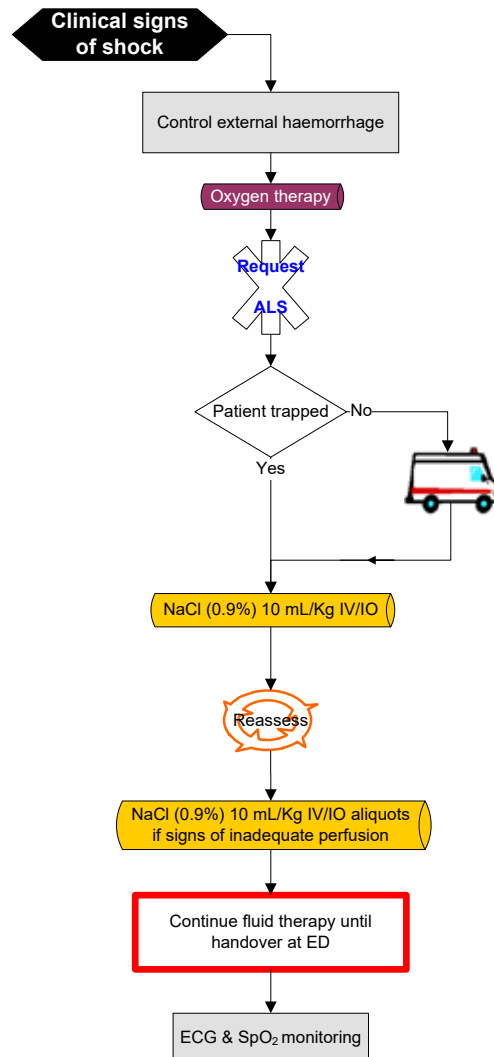 Clinical signs
of shock
Control external haemorrhage
Oxygen therapy
Request
ALS
Patient trapped
No
Yes
NaCl (0.9%) 10 mL/Kg IV/IO
Reassess
NaCl (0.9%) 10 mL/Kg IV/IO aliquots
if signs of inadequate perfusion
Continue fluid therapy until
handover at ED
ECG & SpO₂ monitoring